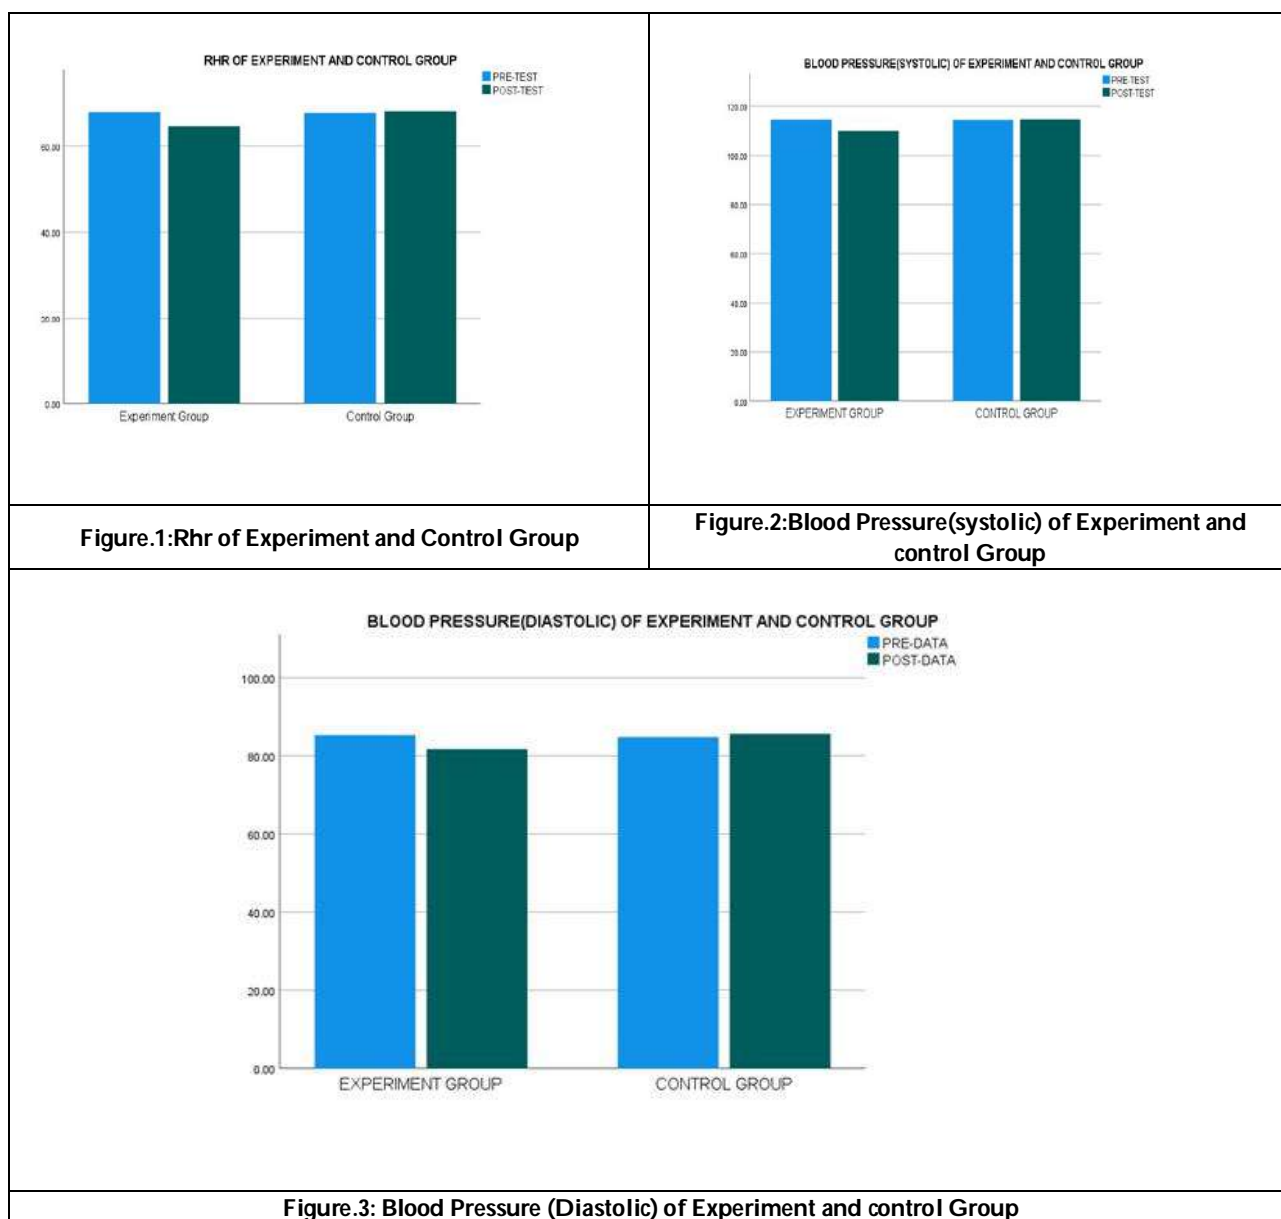 RHR OF EXPERIMENT AND CONTROL GROUP
PRE-TEST
POST-TEST
60.00
40.00
20.00
0.00
Experiment Group
Control Group
BLOOD PRESSURE(SYSTOLIC) OF EXPERIMENT AND CONTROL GROUP
PRE-TEST
POST-TEST
120.00
100.00
80.00
60.00
40.00
20.00
0.00
EXPERIMENT GROUP
CONTROL GROUP
Figure.1:Rhr of Experiment and Control Group
Figure.2:Blood Pressure(systolic) of Experiment and
control Group
BLOOD PRESSURE(DIASTOLIC) OF EXPERIMENT AND CONTROL GROUP
PRE-DATA
POST-DATA
100.00
80.00
60.00
40.00
20.00
0.00
EXPERIMENT GROUP
CONTROL GROUP
Figure.3: Blood Pressure (Diastolic) of Experiment and control Group